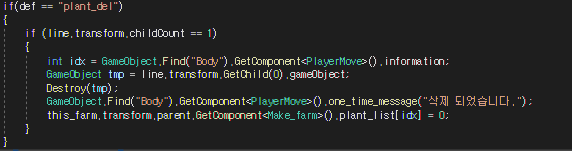 if(def == "plant_del")
{
if (line.transform.childCount == 1)
{
int idx = GameObject.Find("Body").GetComponent<PlayerMove>().information;
GameObject tmp = line.transform.GetChild(0).gameObject;
Destroy(tmp);
GameObject.Find("Body").GetComponent<PlayerMove>().one_time_message("삭제 되었습니다.");
this_farm.transform.parent.GetComponent<Make_farm>().plant_list[idx] = 0;
}
}